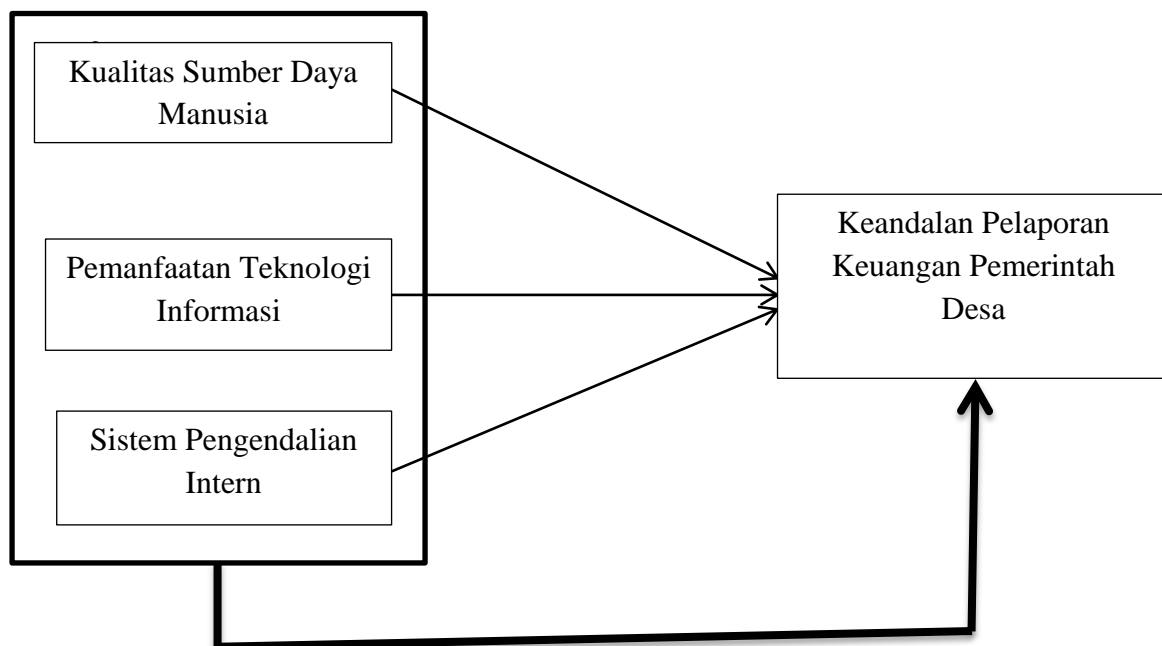 Kualitas Sumber Daya
Manusia
Pemanfaatan Teknologi
Informasi
Sistem Pengendalian
Intern
Keandalan Pelaporan
Keuangan Pemerintah
Desa